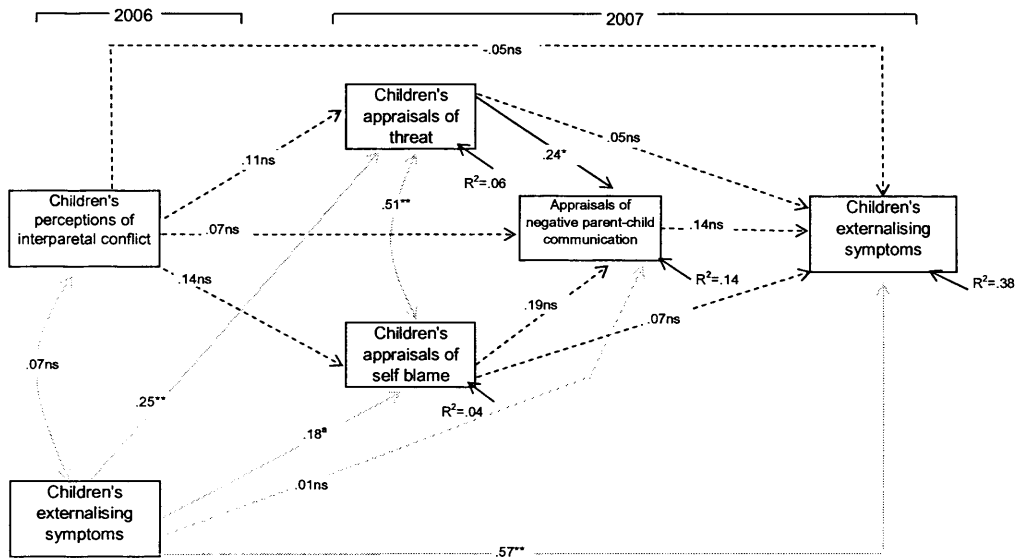 2006
2007
-.05ns
Children's
appraisals of
threat
.05ns
.11ns
.24*
R²=.06
Children's
perceptions of
interparetal conflict
.51**
Appraisals of
negative parent-child
communication
Children's
externalising
symptoms
.07ns
.14ns
.14ns
R²=.14
R²=.38
.19ns
.07ns
Children's
appraisals of
self blame
.07ns
.25**
R²=.04
.18ª
.01ns
Children's
externalising
symptoms
.57**